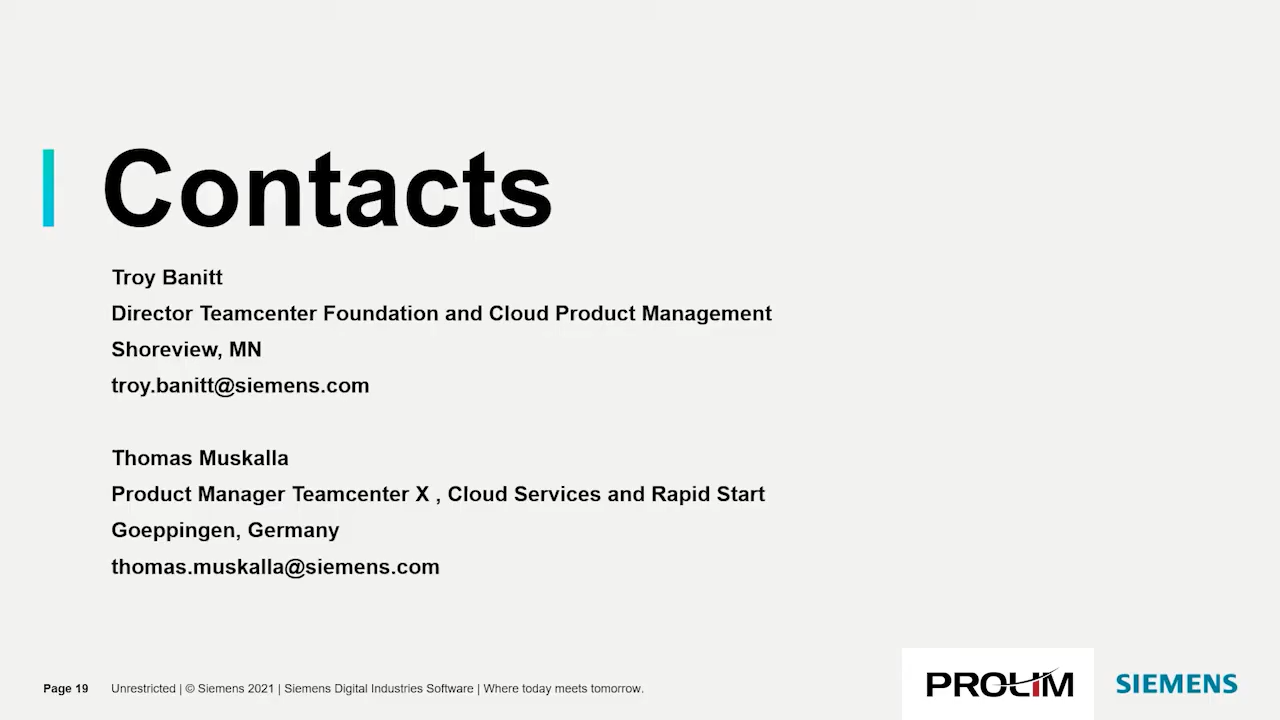 Contacts
Troy Banitt
Director Teamcenter Foundation and Cloud Product Management
Shoreview, MN
troy.banitt@siemens.com
Thomas Muskalla
Product Manager Teamcenter X , Cloud Services and Rapid Start
Goeppingen, Germany
thomas.muskalla@siemens.com
Page 19 Unrestricted | © Siemens 2021 | Siemens Digital Industries Software | Where today meets tomorrow.
PROLIM SIEMENS